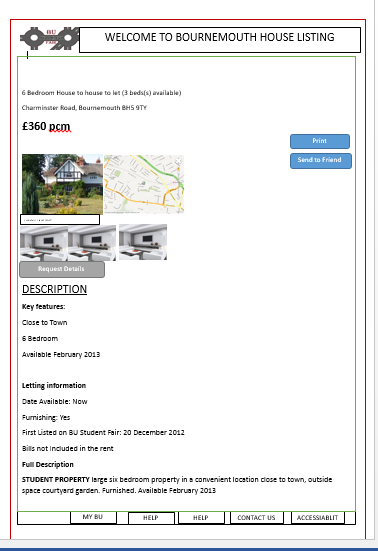 BU
WELCOME TO BOURNEMOUTH HOUSE LISTING
6 Bedroom House to house to let (3 beds(s) available)
Charminster Road, Bournemouth BH5 9TY
£360 pcm
Print
Send to Friend
Request Details
DESCRIPTION
Key features:
Close to Town
6 Bedroom
Available February 2013
Letting information
Date Available: Now
Furnishing: Yes
First Listed on BU Student Fair: 20 December 2012
Bills not Included in the rent
Full Description
STUDENT PROPERTY large six bedroom property in a convenient location close to town, outside
space courtyard garden. Furnished. Available February 2013
MY BU
HELP
HELP
CONTACT US
ACCESSIABLIT